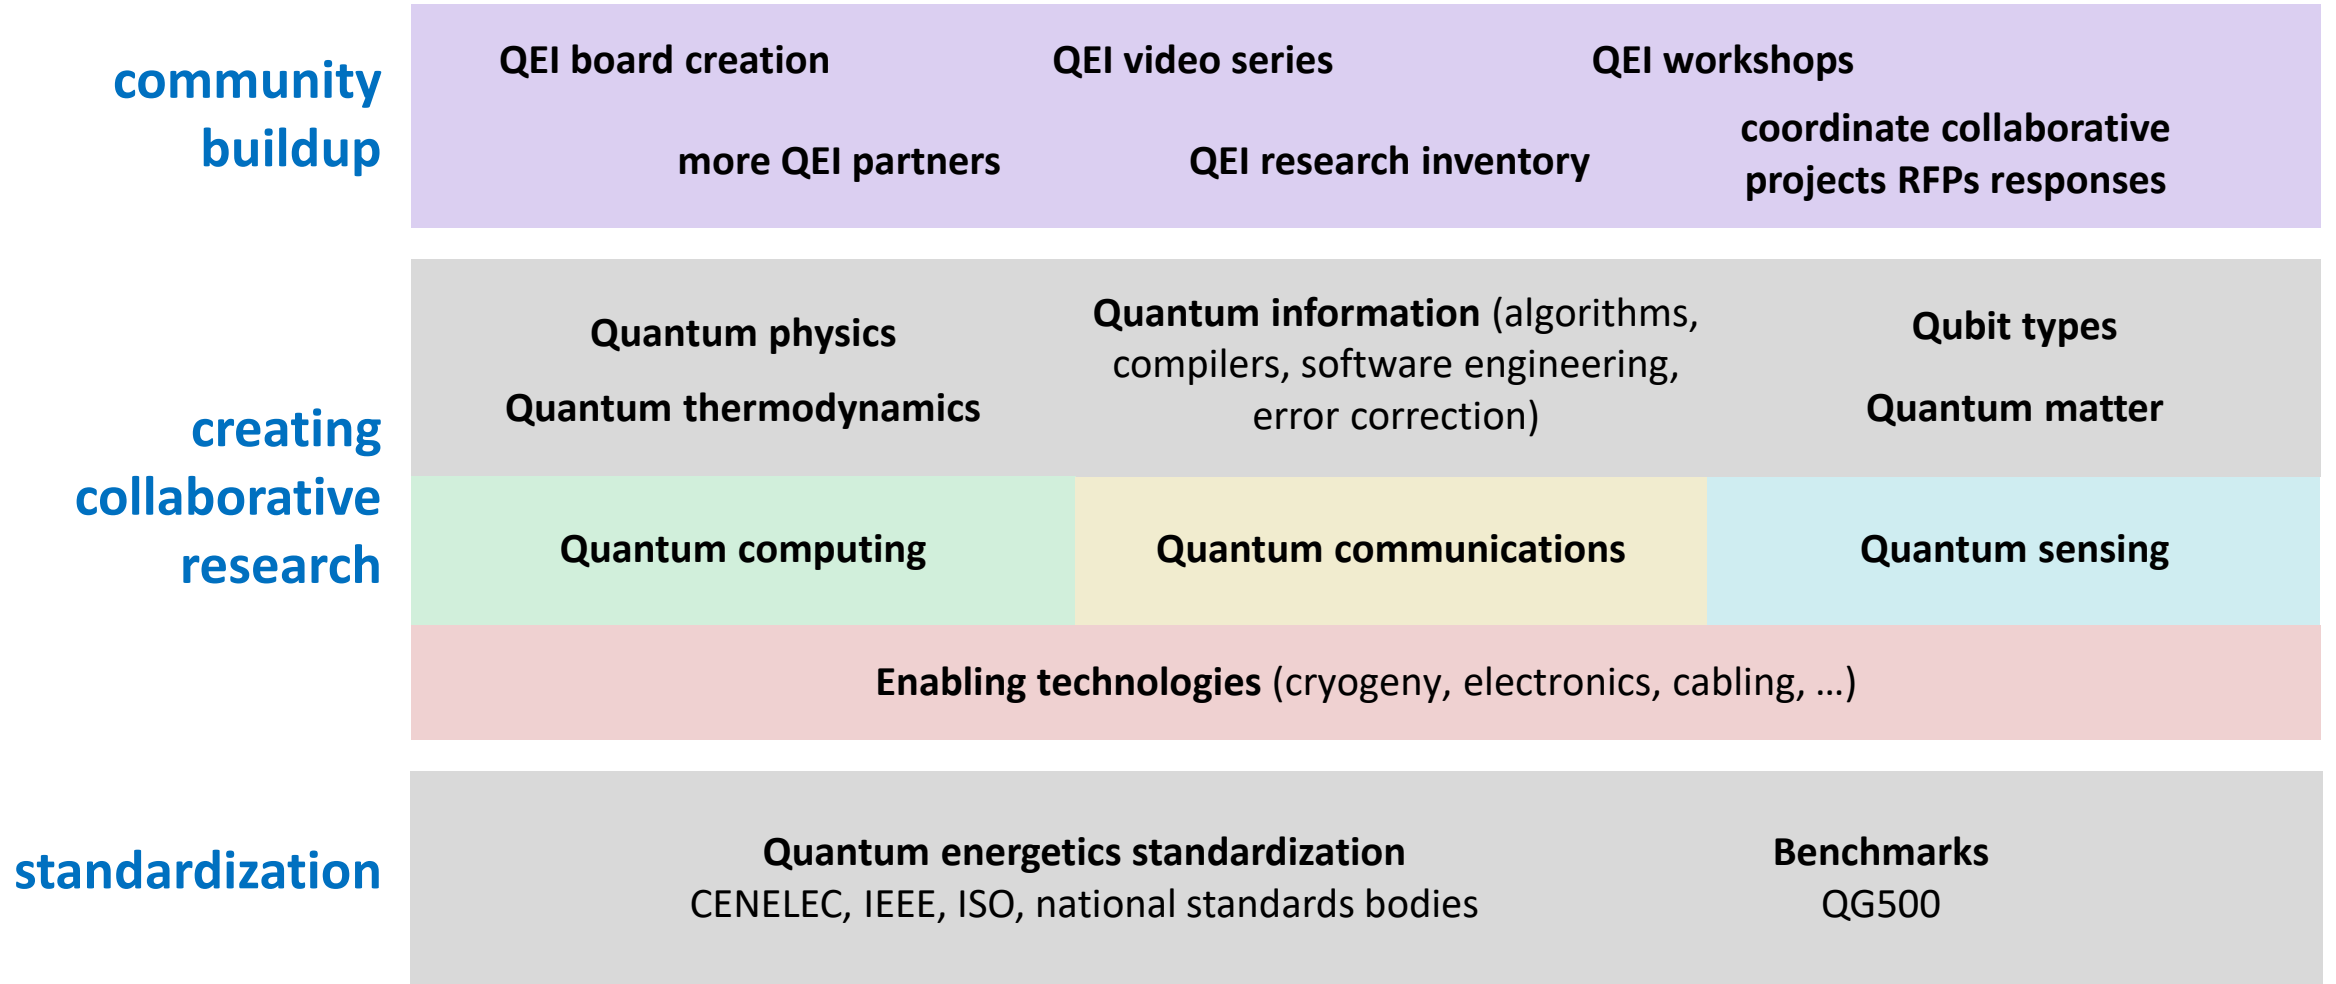 community
buildup
QEI board creation
QEI video series
QEI workshops
more QEI partners
QEI research inventory
coordinate collaborative
projects RFPs responses
creating
collaborative
research
Quantum physics
Quantum thermodynamics
Quantum information (algorithms,
compilers, software engineering,
error correction)
Qubit types
Quantum matter
Quantum computing
Quantum communications
Quantum sensing
Enabling technologies (cryogeny, electronics, cabling, ...)
standardization
Quantum energetics standardization
CENELEC, IEEE, ISO, national standards bodies
Benchmarks
QG500